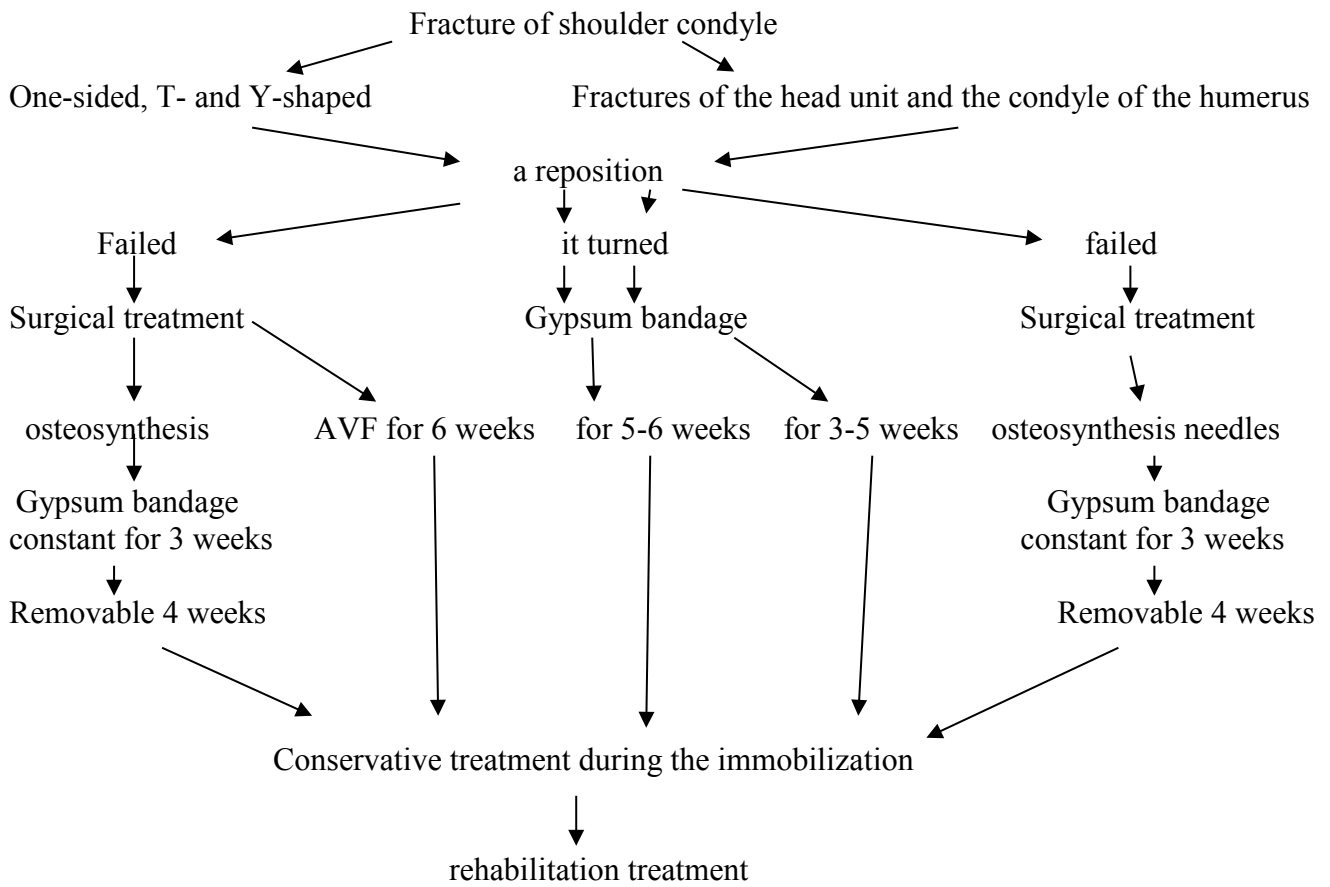 Fracture of shoulder condyle
One-sided, T- and Y-shaped
Fractures of the head unit and the condyle of the humerus
a reposition
Failed
it turned
failed
Surgical treatment
Gypsum bandage
Surgical treatment
osteosynthesis
AVF for 6 weeks
for 5-6 weeks
for 3-5 weeks
osteosynthesis needles
Gypsum bandage
constant for 3 weeks
Gypsum bandage
constant for 3 weeks
Removable 4 weeks
Removable 4 weeks
Conservative treatment during the immobilization
rehabilitation treatment